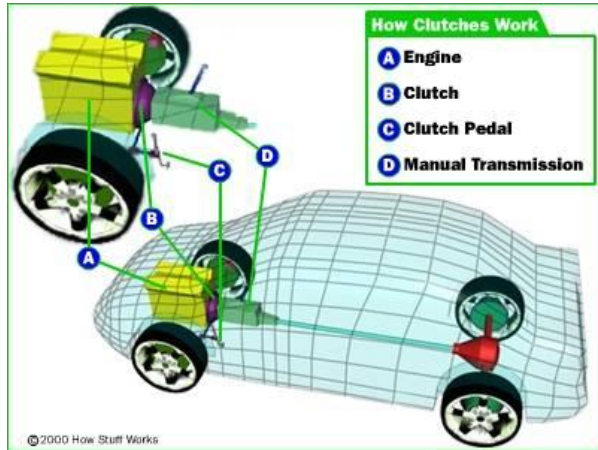 How Clutches Work
A Engine
B Clutch
C Clutch Pedal
D Manual Transmission
D
C
B
A
©2000 How Stuff Works